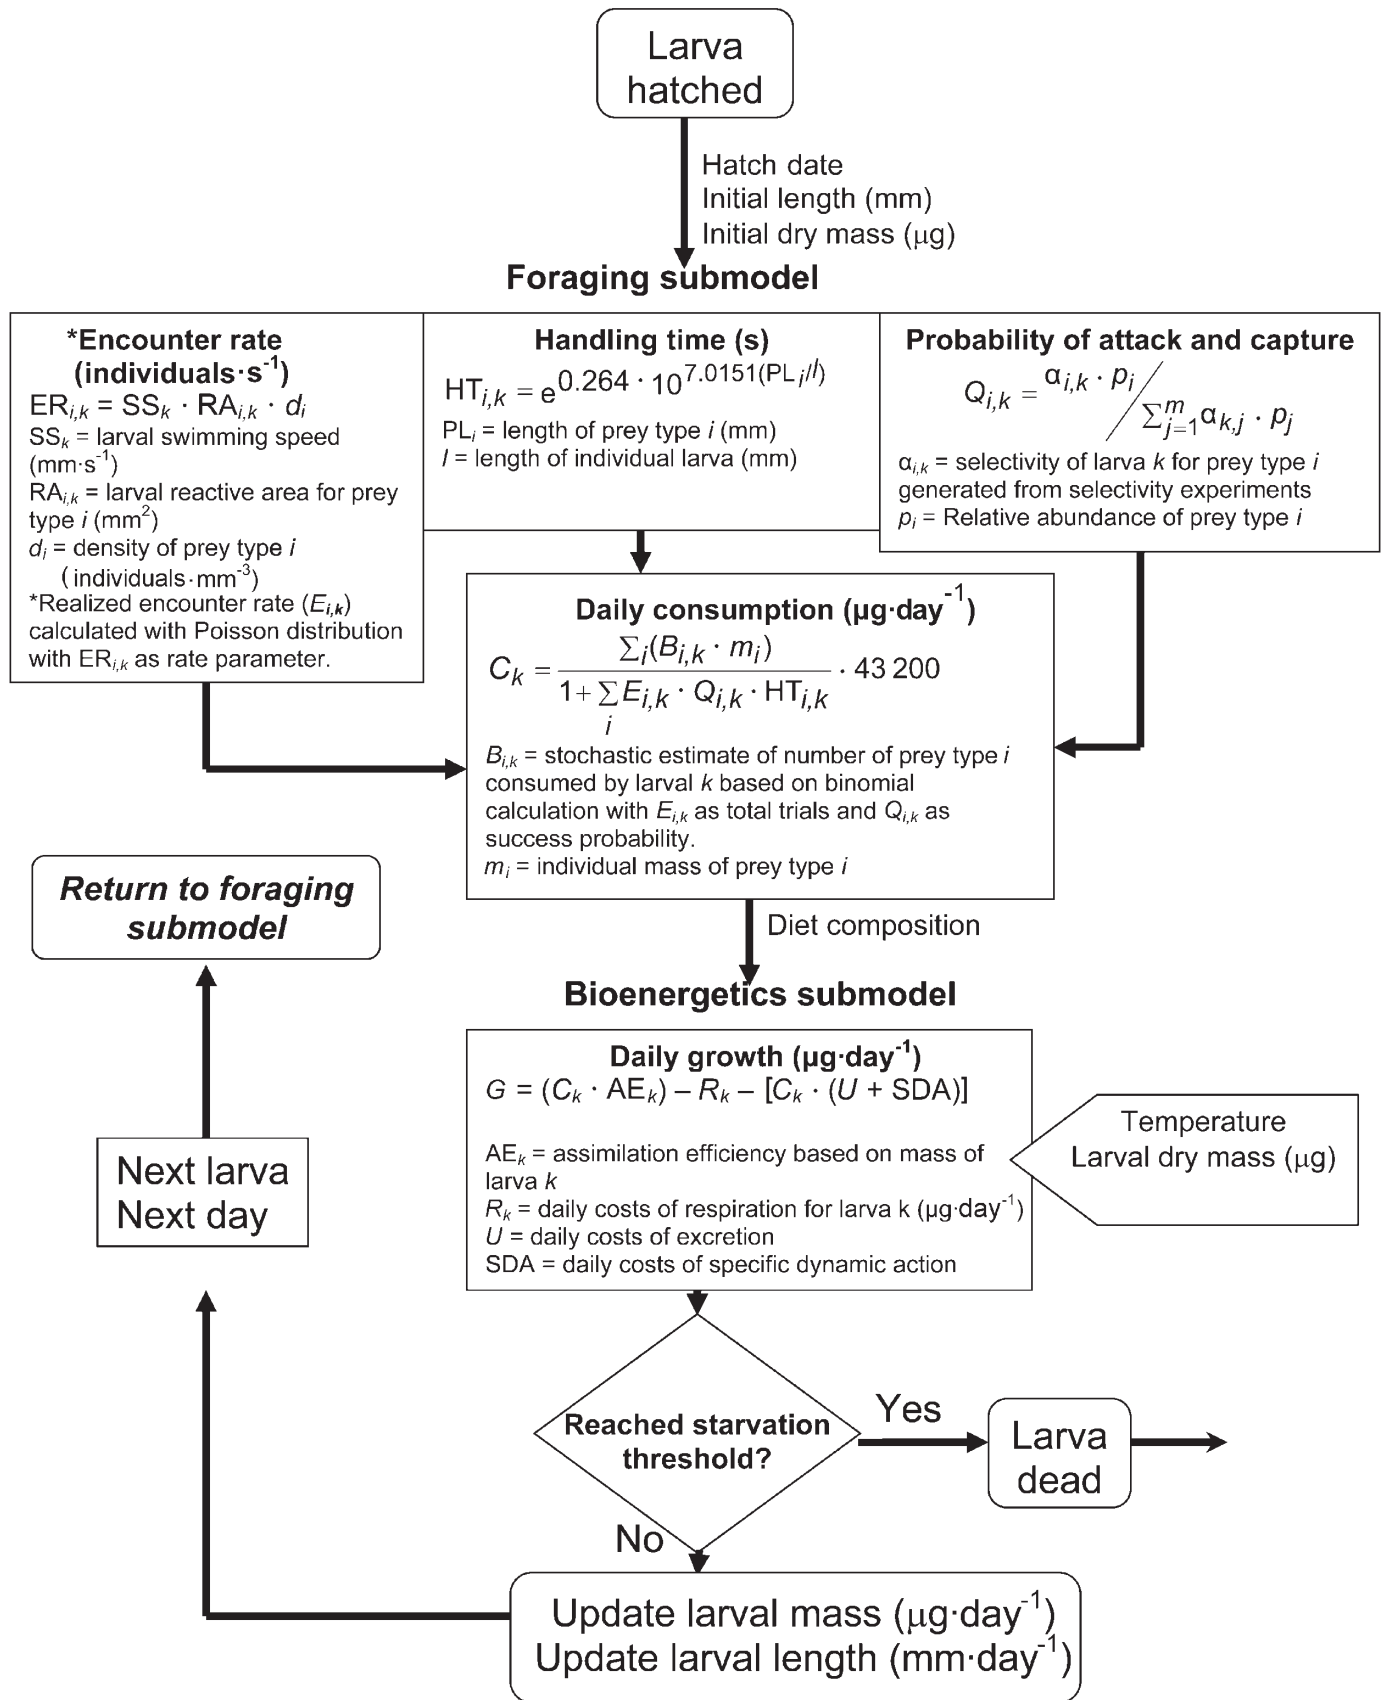 Larva
hatched
Hatch date
Initial length (mm)
Initial dry mass (µg)
Foraging submodel
*Encounter rate
(individuals·s⁻¹)
ERᵢ,ₖ = SSₖ · RAᵢ,ₖ · dᵢ
SSₖ = larval swimming speed
(mm·s⁻¹)
RAᵢ,ₖ = larval reactive area for prey
type i (mm²)
dᵢ = density of prey type i
(individuals·mm⁻³)
*Realized encounter rate (Eᵢ,ₖ)
calculated with Poisson distribution
with ERᵢ,ₖ as rate parameter.
Handling time (s)
HTᵢ,ₖ = e^0.264 · 10^7.0151(PLᵢ/l)
PLᵢ = length of prey type i (mm)
l = length of individual larva (mm)
Probability of attack and capture
Qᵢ,ₖ = αᵢ,ₖ · pᵢ / ∑ᵐⱼ₌₁ αₖ,ⱼ · pⱼ
αᵢ,ₖ = selectivity of larva k for prey type i
generated from selectivity experiments
pᵢ = Relative abundance of prey type i
Daily consumption (µg·day⁻¹)
Cₖ = ∑ᵢ(Bᵢ,ₖ · mᵢ) / 1 + ∑ᵢ Eᵢ,ₖ · Qᵢ,ₖ · HTᵢ,ₖ · 43 200
Bᵢ,ₖ = stochastic estimate of number of prey type i
consumed by larval k based on binomial
calculation with Eᵢ,ₖ as total trials and Qᵢ,ₖ as
success probability.
mᵢ = individual mass of prey type i
Diet composition
Bioenergetics submodel
Daily growth (µg·day⁻¹)
G = (Cₖ · AEₖ) – Rₖ – [Cₖ · (U + SDA)]
AEₖ = assimilation efficiency based on mass of
larva k
Rₖ = daily costs of respiration for larva k (µg·day⁻¹)
U = daily costs of excretion
SDA = daily costs of specific dynamic action
Temperature
Larval dry mass (µg)
Reached starvation
threshold?
Yes
Larva
dead
No
Update larval mass (µg·day⁻¹)
Update larval length (mm·day⁻¹)
Next larva
Next day
Return to foraging
submodel